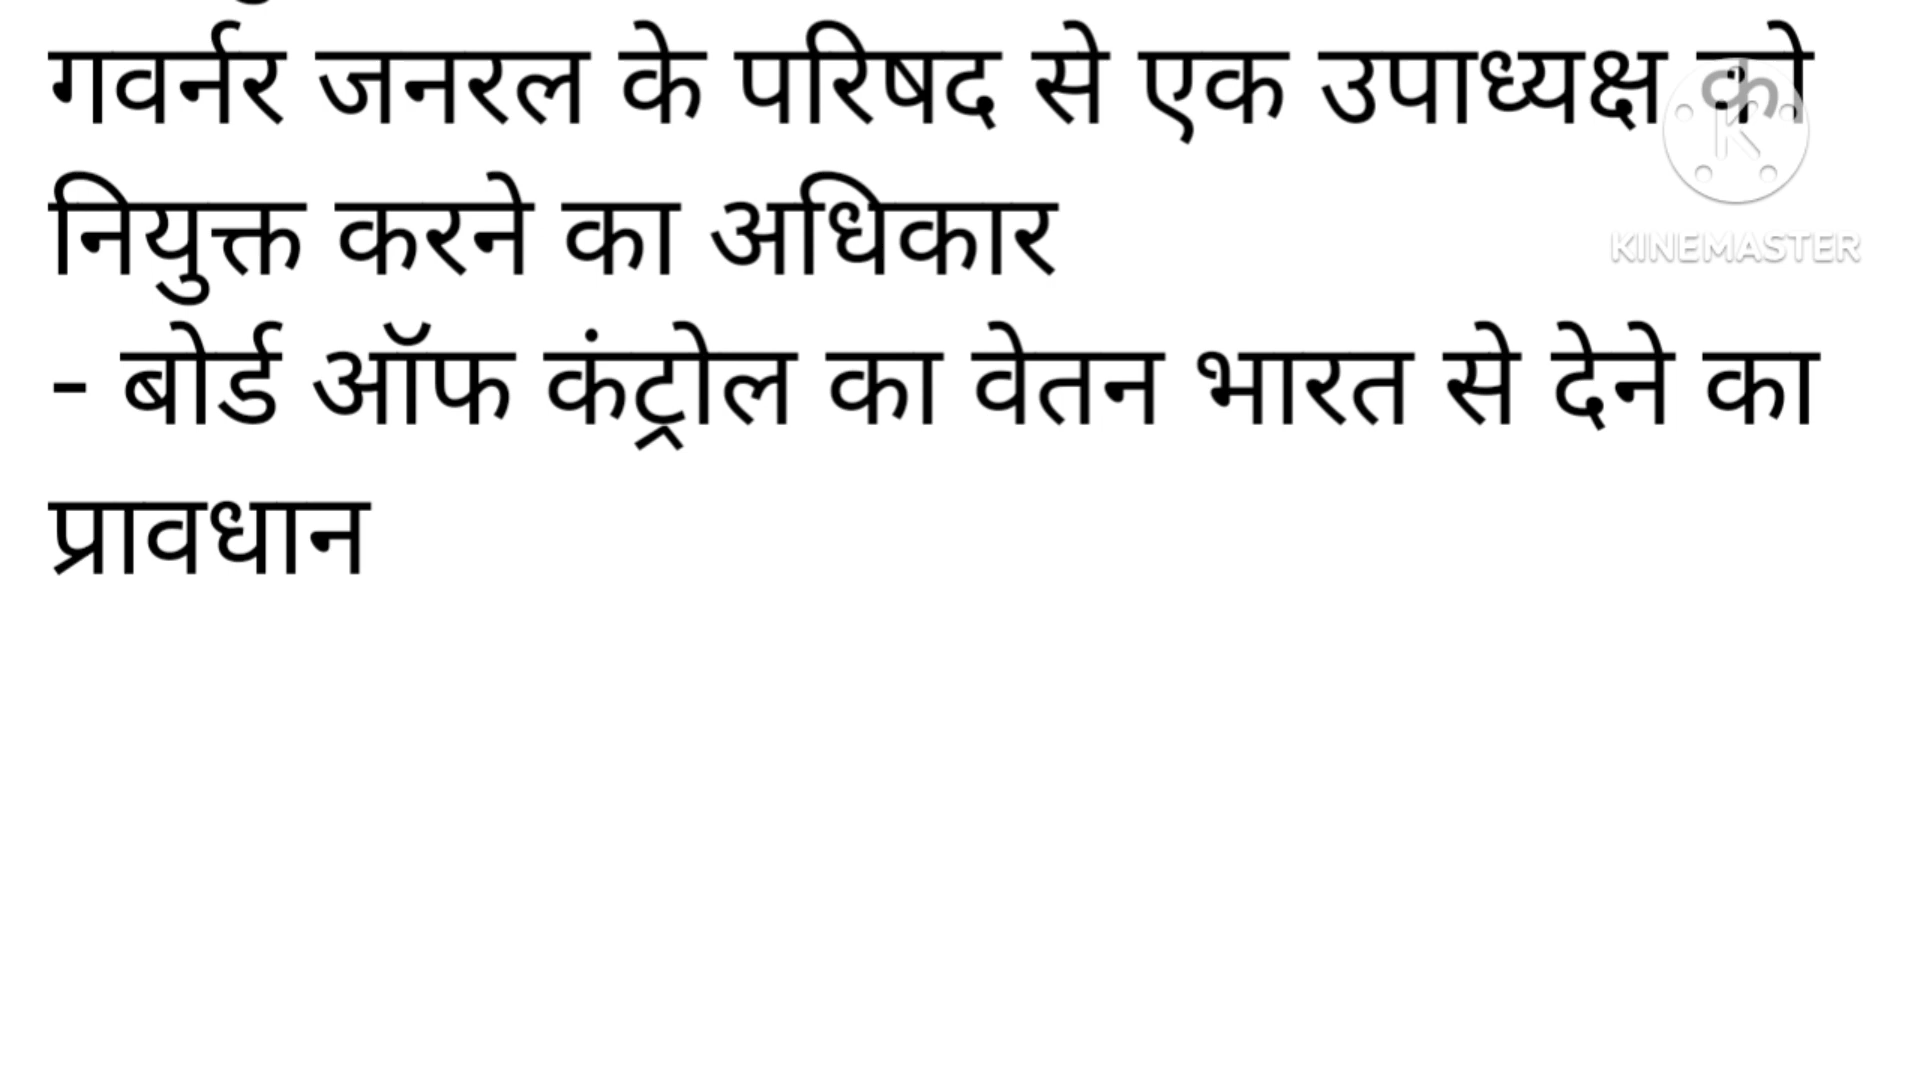 गवर्नर जनरल के परिषद से एक उपाध्यक्ष को
नियुक्त करने का अधिकार
- बोर्ड ऑफ कंट्रोल का वेतन भारत से देने का
प्रावधान
KINEMASTER